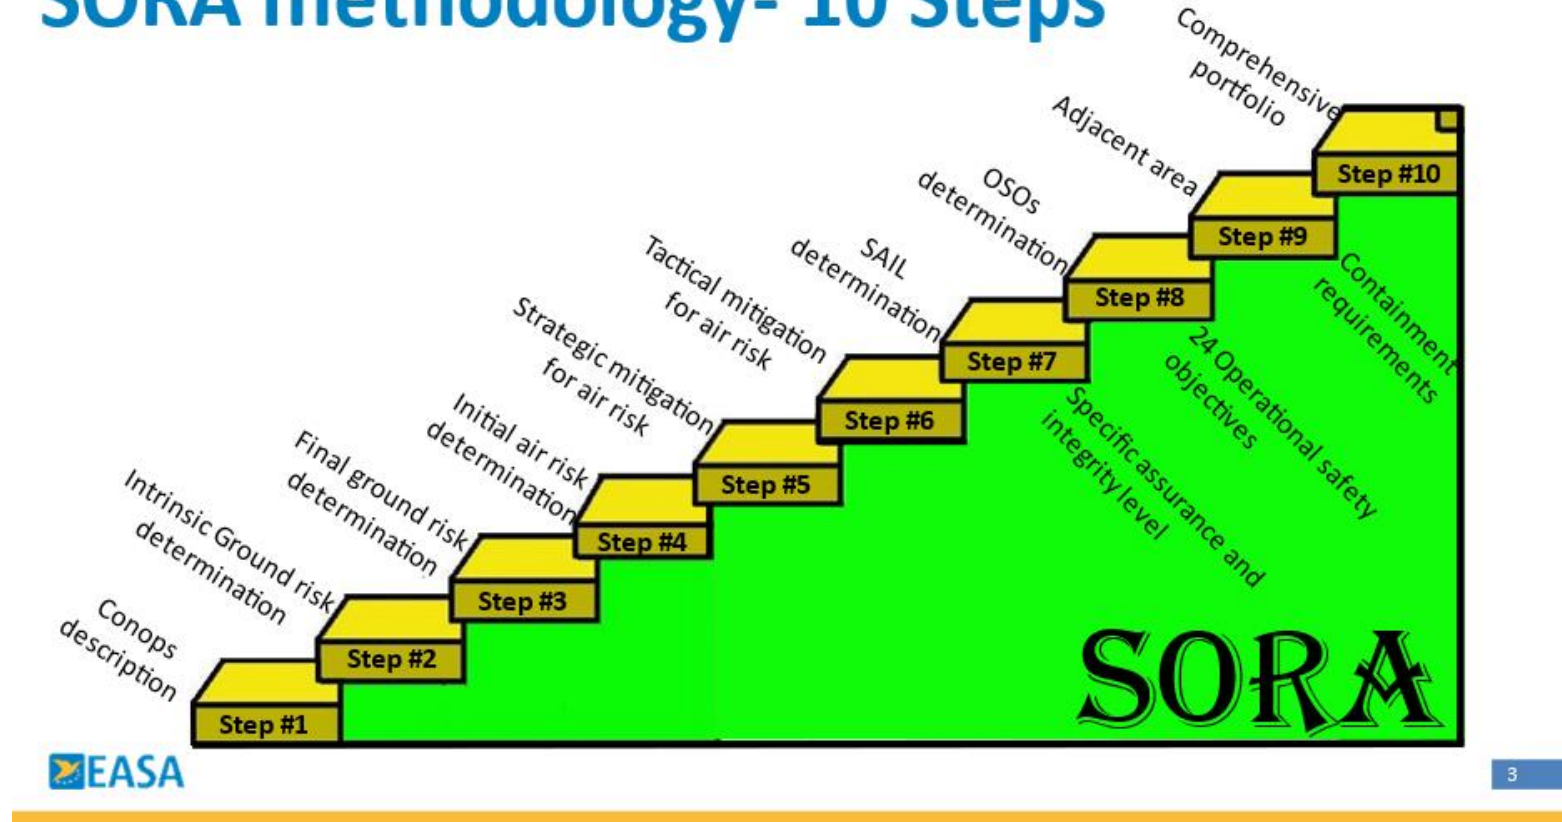 SORA methodology- 10 Steps
Conops
description
Step #1
Intrinsic Ground risk
determination
Step #2
Final ground risk
determination
Step #3
Initial air risk
determination
Step #4
Strategic mitigation
for air risk
Step #5
Tactical mitigation
for air risk
Step #6
SAIL
determination
Step #7
Specific assurance and
integrity level
OSOs
determination
Step #8
24 Operational safety
objectives
Adjacent area
Step #9
Containment
requirements
Comprehensive
portfolio
Step #10
SORA
EASA
3